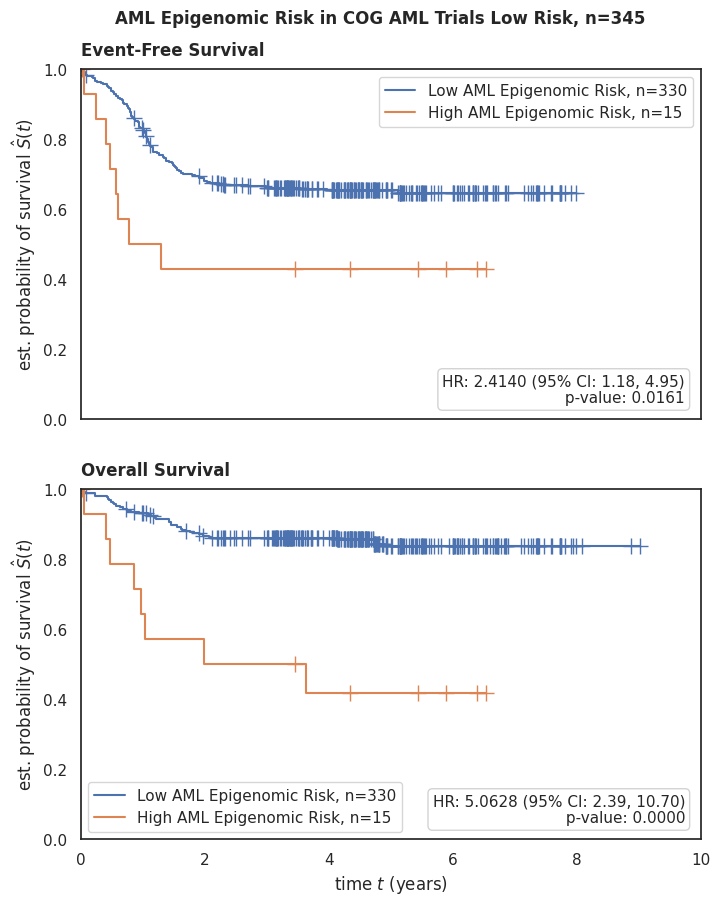 AML Epigenomic Risk in COG AML Trials Low Risk, n=345
Event-Free Survival
1.0
0.8
0.6
0.4
0.2
0.0
est. probability of survival Ŝ(t)
Low AML Epigenomic Risk, n=330
High AML Epigenomic Risk, n=15
HR: 2.4140 (95% CI: 1.18, 4.95)
p-value: 0.0161
Overall Survival
1.0
0.8
0.6
0.4
0.2
0.0
est. probability of survival Ŝ(t)
Low AML Epigenomic Risk, n=330
High AML Epigenomic Risk, n=15
HR: 5.0628 (95% CI: 2.39, 10.70)
p-value: 0.0000
0 2 4 6 8 10
time t (years)